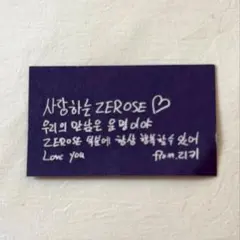 사랑하는 ZEROSE ♡
우리의 만남은 운명이야
ZEROSE 덕분에 항상 행복할수 있어
Love you from.리키